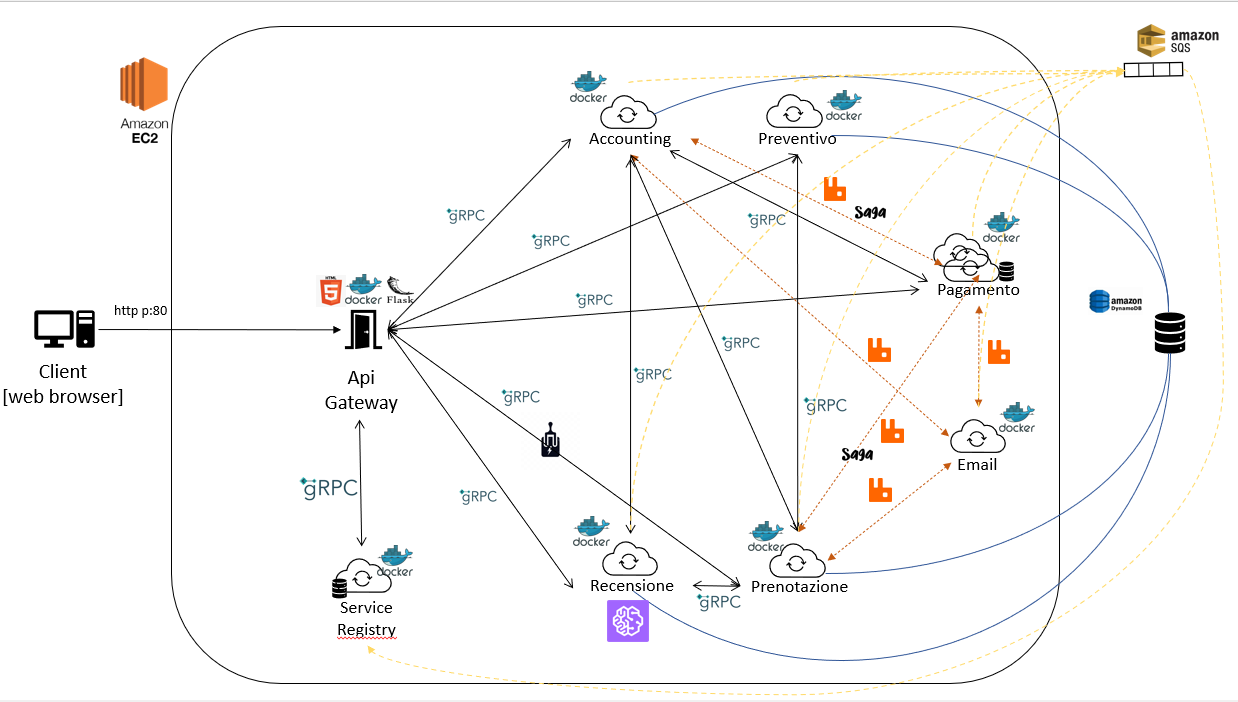 amazon
SQS
Amazon
EC2
docker
docker
Accounting
Preventivo
gRPC
gRPC
gRPC
Saga
docker
Pagamento
HTML
5
docker
Flask
gRPC
amazon
DynamoDB
http p:80
Client
[web browser]
Api
Gateway
gRPC
gRPC
gRPC
gRPC
docker
Saga
Email
gRPC
gRPC
docker
docker
docker
Recensione
Prenotazione
gRPC
Service
Registry